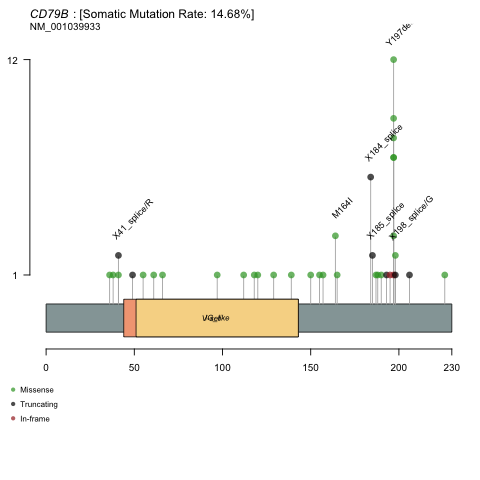 CD79B : [Somatic Mutation Rate: 14.68%]
NM_001039933
Y197de
12
X184_splice
X41_splice/R
M164I
X185_splice
X198_splice/G
1
0
50
100
150
200
230
Missense
Truncating
In-frame